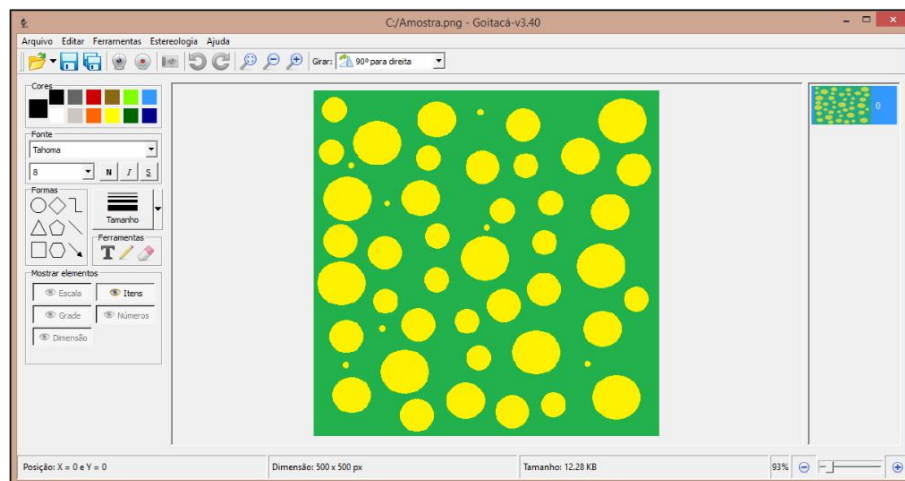 C:/Amostra.png - Goitacá-v3.40
Arquivo Editar Ferramentas Estereologia Ajuda
Girar: 90º para direita
Cores
Fonte
Tahoma
8 N I S
Formas
Tamanho
Ferramentas
T
Mostrar elementos
Escala Itens
Grade Números
Dimensão
0
Posição: X = 0 e Y = 0 Dimensão: 500 x 500 px Tamanho: 12.28 KB 93%